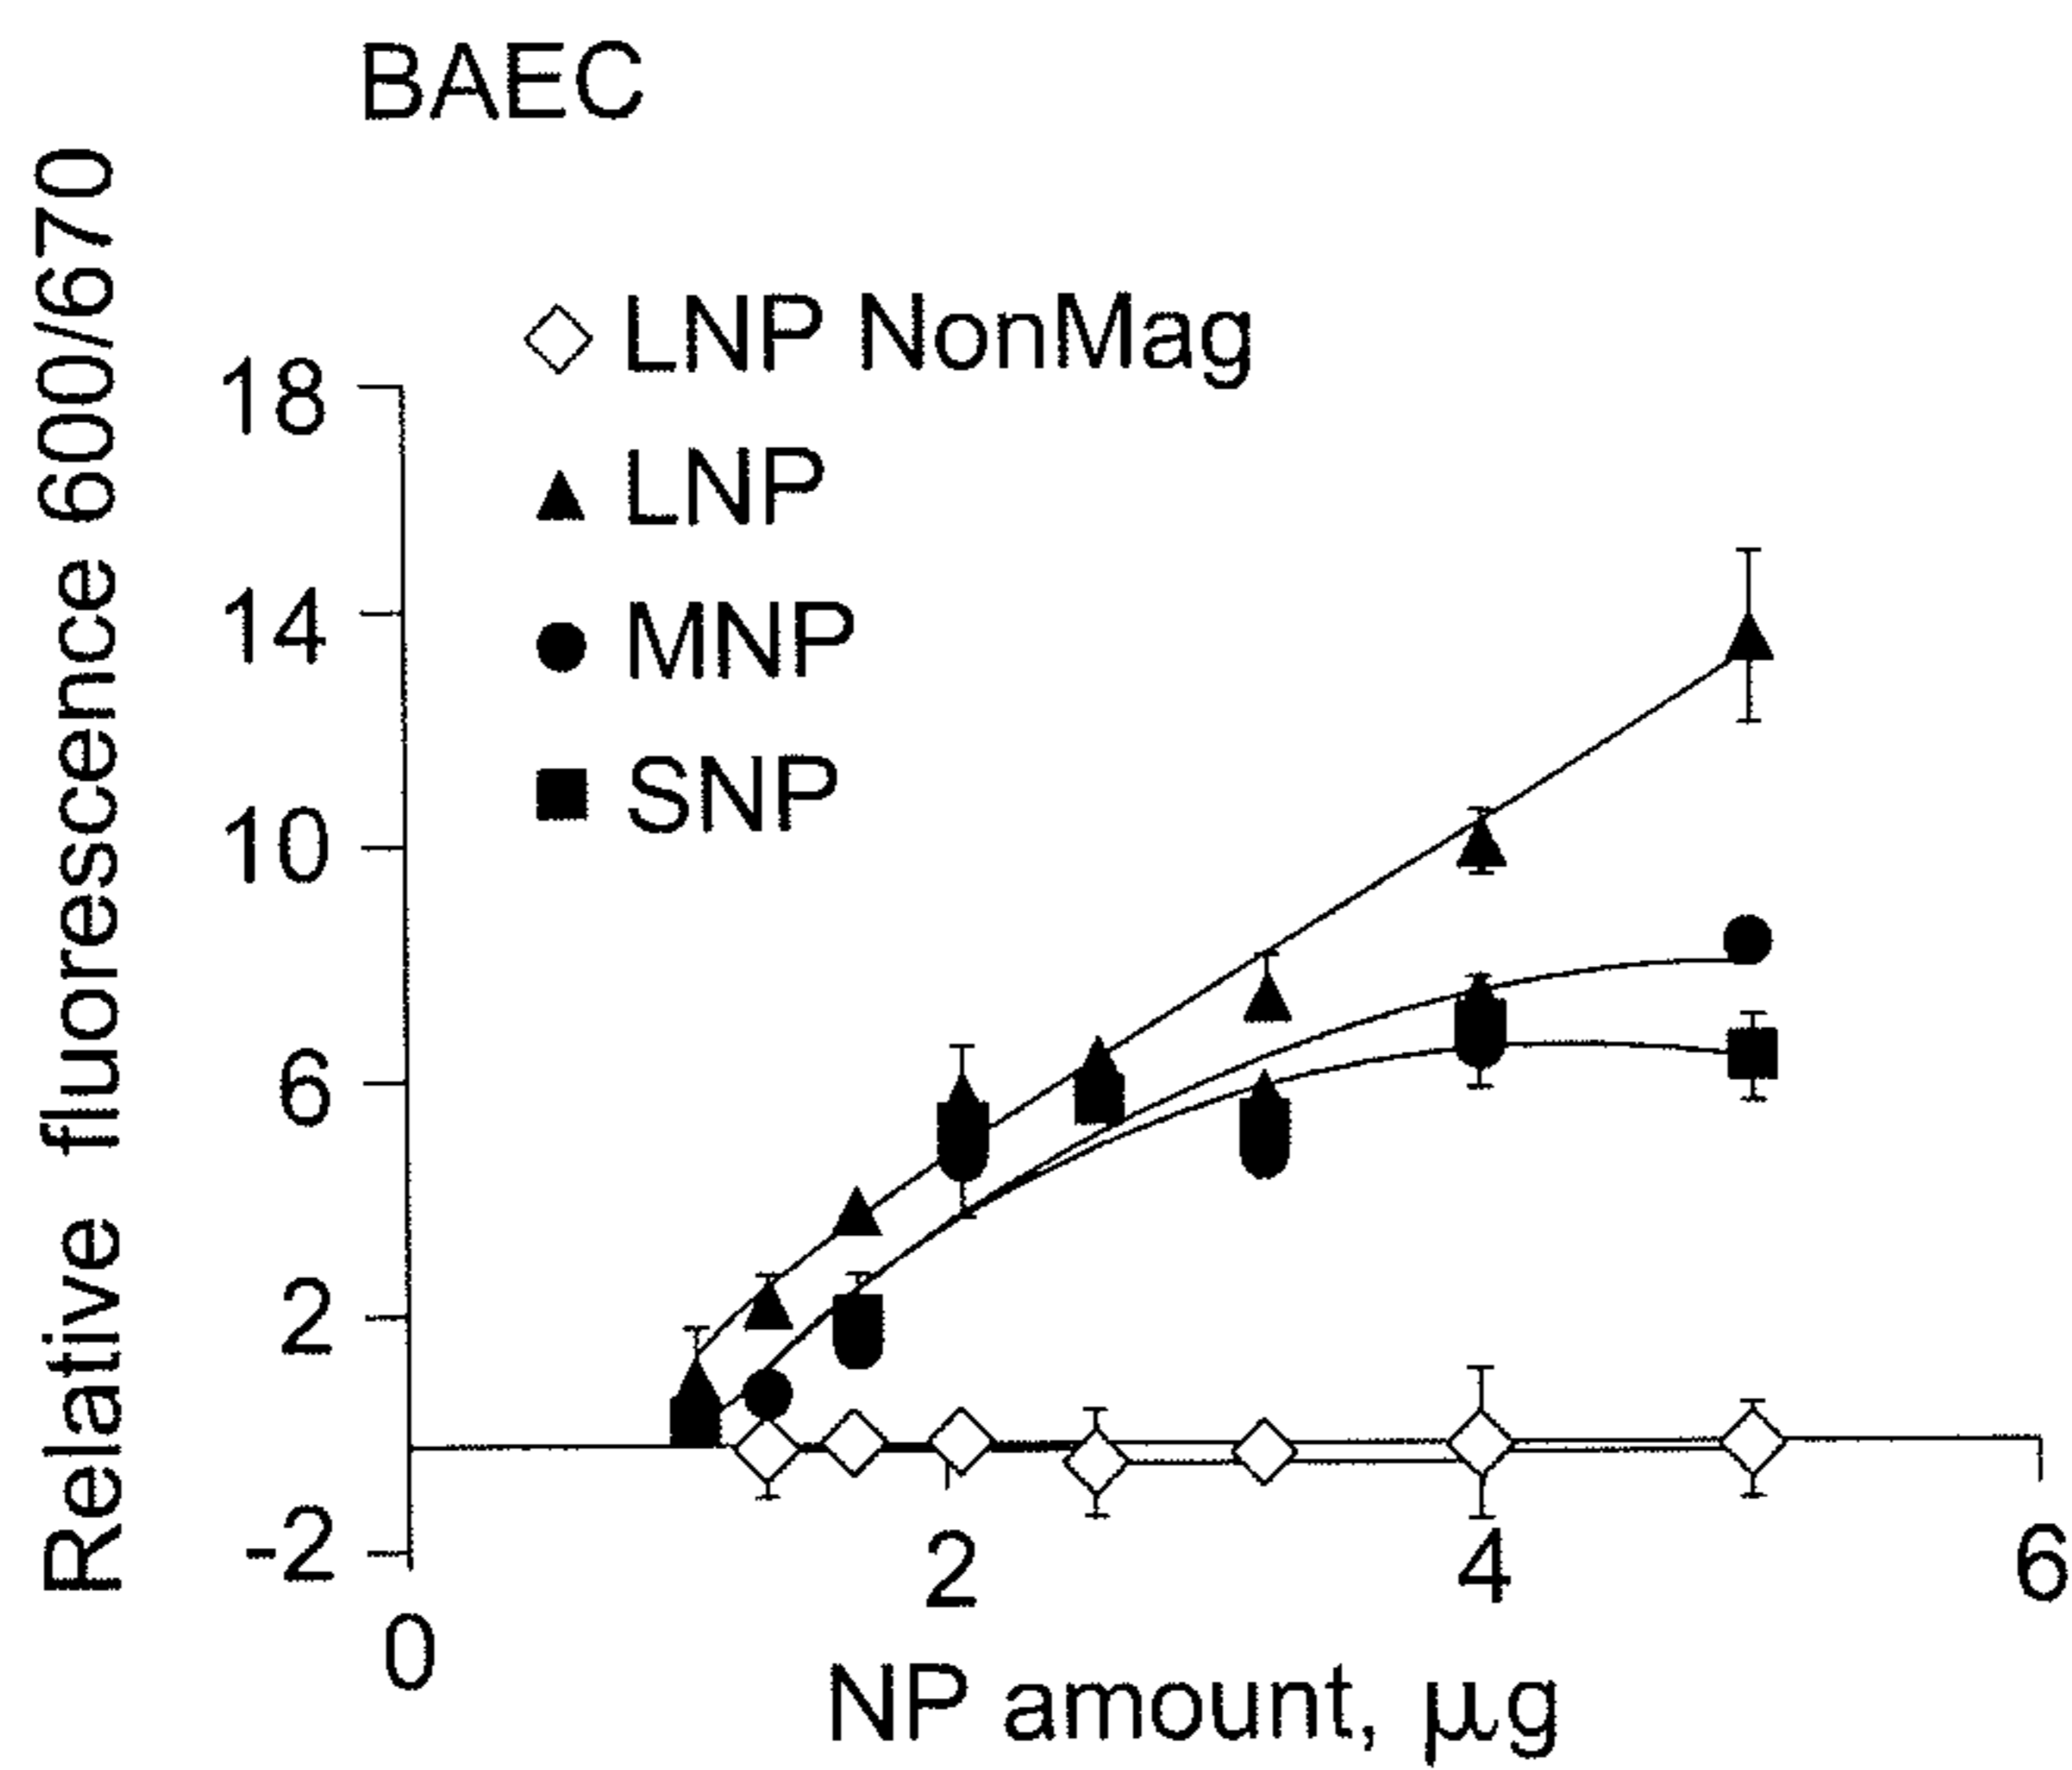 BAEC
Relative fluorescence 600/670
LNP NonMag
LNP
MNP
SNP
18
14
10
6
2
-2
0
2
4
6
NP amount, μg